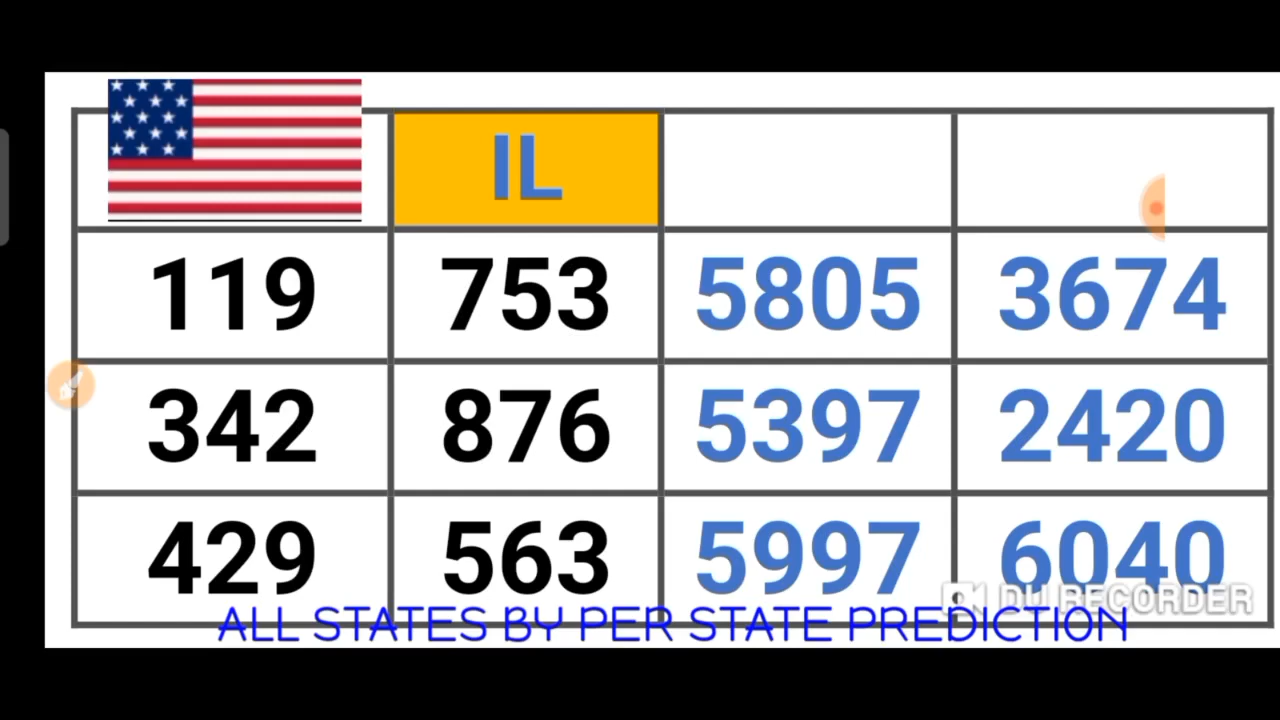 IL
119 753 5805 3674
342 876 5397 2420
429 563 5997 6040
DU RECORDER
ALL STATES BY PER STATE PREDICTION